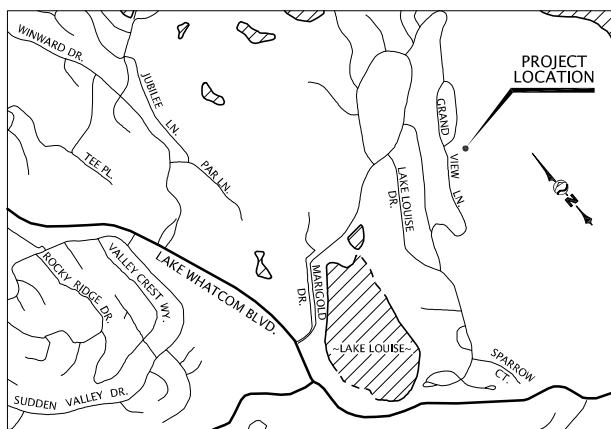 WINWARD DR.
JUBILEE LN.
TEE PL.
PAR LN.
PROJECT
LOCATION
GRAND VIEW LN.
LAKE LOUISE DR.
N
LAKE WHATCOM BLVD.
MARIGOLD DR.
VALLEY CREST WY.
ROCKY RIDGE DR.
~LAKE LOUISE~
SPARROW
CT.
SUDDEN VALLEY DR.